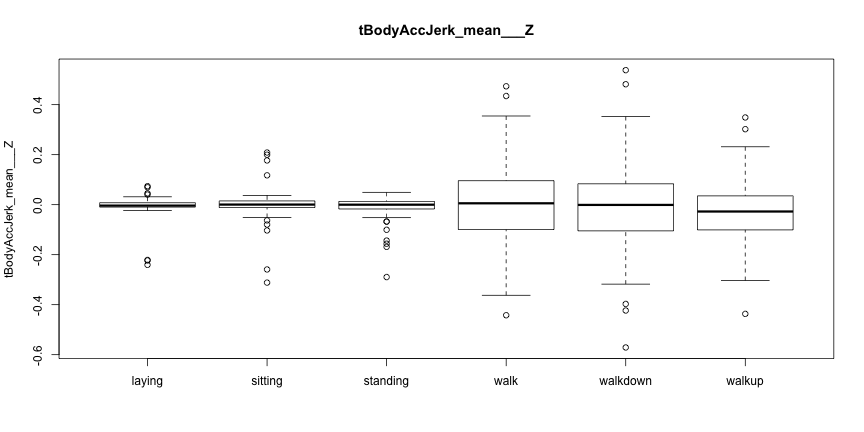 tBodyAccJerk_mean___Z
tBodyAccJerk_mean___Z
0.4
0.2
0.0
-0.2
-0.4
-0.6
laying sitting standing walk walkdown walkup